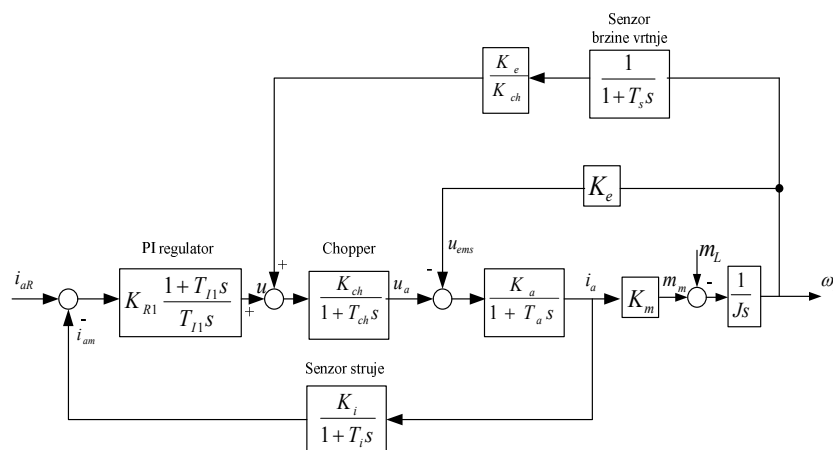 Senzor
brzine vrtnje
K_e / K_ch
1 / 1 + T_s s
K_e
PI regulator
Chopper
u_ems
m_L
i_aR
K_R1 1 + T_I1 s / T_I1 s
u
K_ch / 1 + T_ch s
u_a
K_a / 1 + T_a s
i_a
K_m
m_m
1 / Js
ω
+
+
-
-
-
i_am
Senzor struje
K_i / 1 + T_i s